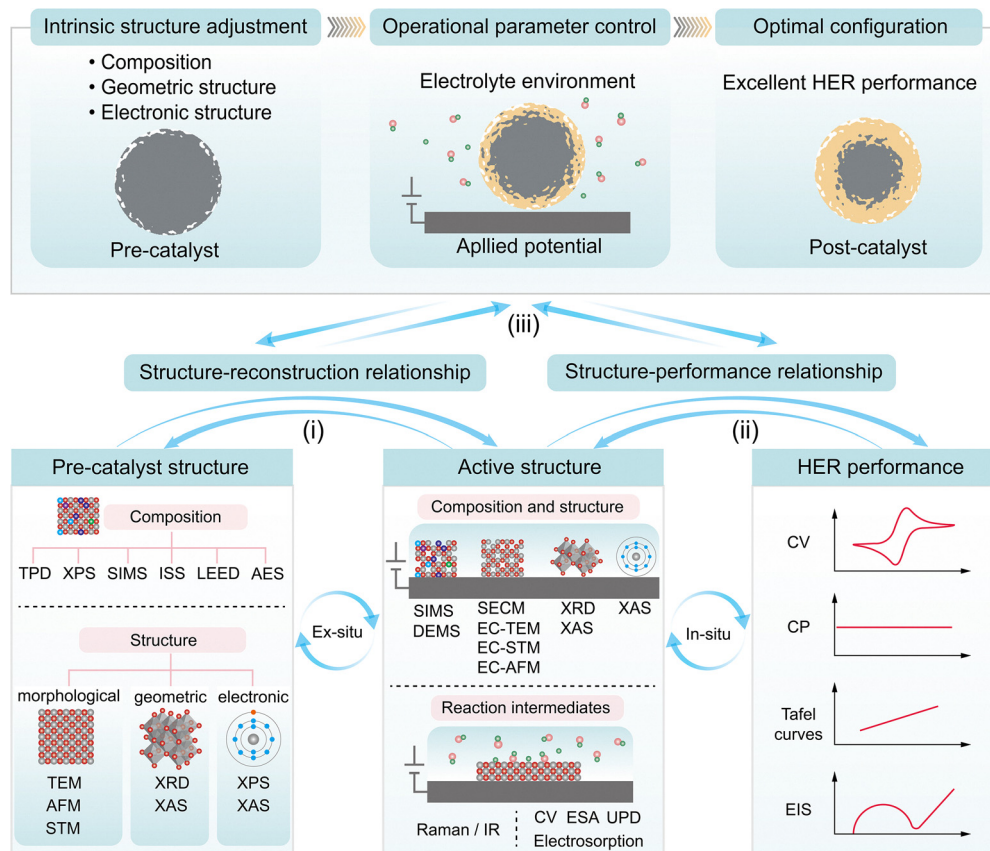 Intrinsic structure adjustment
Operational parameter control
Optimal configuration
• Composition
• Geometric structure
• Electronic structure
Pre-catalyst
Electrolyte environment
Apllied potential
Excellent HER performance
Post-catalyst
(iii)
Structure-reconstruction relationship
Structure-performance relationship
(i)
(ii)
Pre-catalyst structure
Composition
TPD XPS SIMS ISS LEED AES
Structure
morphological geometric electronic
TEM
AFM
STM
XRD
XAS
XPS
XAS
Ex-situ
Active structure
Composition and structure
SIMS
DEMS
SECM
EC-TEM
EC-STM
EC-AFM
XRD
XAS
XAS
Reaction intermediates
Raman / IR
CV ESA UPD
Electrosorption
In-situ
HER performance
CV
CP
Tafel
curves
EIS